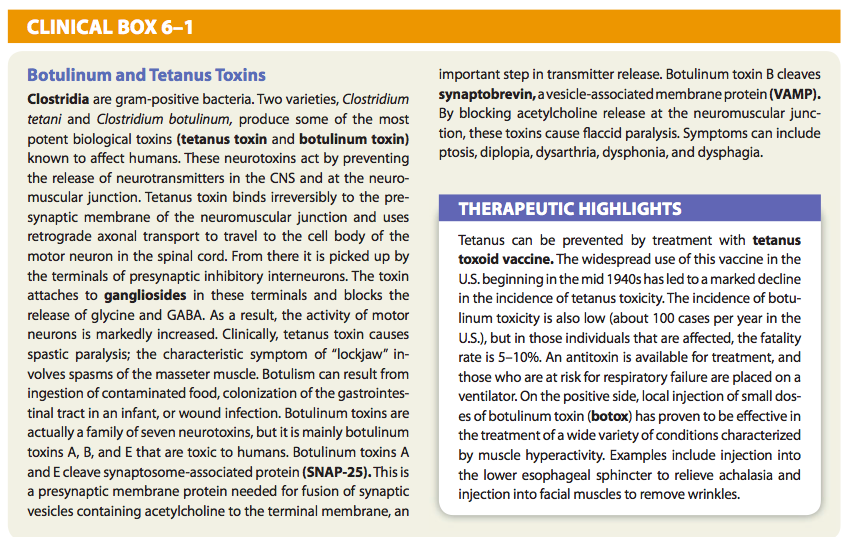 CLINICAL BOX 6–1
Botulinum and Tetanus Toxins
Clostridia are gram-positive bacteria. Two varieties, Clostridium
tetani and Clostridium botulinum, produce some of the most
potent biological toxins (tetanus toxin and botulinum toxin)
known to affect humans. These neurotoxins act by preventing
the release of neurotransmitters in the CNS and at the neuro-
muscular junction. Tetanus toxin binds irreversibly to the pre-
synaptic membrane of the neuromuscular junction and uses
retrograde axonal transport to travel to the cell body of the
motor neuron in the spinal cord. From there it is picked up by
the terminals of presynaptic inhibitory interneurons. The toxin
attaches to gangliosides in these terminals and blocks the
release of glycine and GABA. As a result, the activity of motor
neurons is markedly increased. Clinically, tetanus toxin causes
spastic paralysis; the characteristic symptom of “lockjaw” in-
volves spasms of the masseter muscle. Botulism can result from
ingestion of contaminated food, colonization of the gastrointes-
tinal tract in an infant, or wound infection. Botulinum toxins are
actually a family of seven neurotoxins, but it is mainly botulinum
toxins A, B, and E that are toxic to humans. Botulinum toxins A
and E cleave synaptosome-associated protein (SNAP-25). This is
a presynaptic membrane protein needed for fusion of synaptic
vesicles containing acetylcholine to the terminal membrane, an
important step in transmitter release. Botulinum toxin B cleaves
synaptobrevin, a vesicle-associated membrane protein (VAMP).
By blocking acetylcholine release at the neuromuscular junc-
tion, these toxins cause flaccid paralysis. Symptoms can include
ptosis, diplopia, dysarthria, dysphonia, and dysphagia.
THERAPEUTIC HIGHLIGHTS
Tetanus can be prevented by treatment with tetanus
toxoid vaccine. The widespread use of this vaccine in the
U.S. beginning in the mid 1940s has led to a marked decline
in the incidence of tetanus toxicity. The incidence of botu-
linum toxicity is also low (about 100 cases per year in the
U.S.), but in those individuals that are affected, the fatality
rate is 5–10%. An antitoxin is available for treatment, and
those who are at risk for respiratory failure are placed on a
ventilator. On the positive side, local injection of small dos-
es of botulinum toxin (botox) has proven to be effective in
the treatment of a wide variety of conditions characterized
by muscle hyperactivity. Examples include injection into
the lower esophageal sphincter to relieve achalasia and
injection into facial muscles to remove wrinkles.